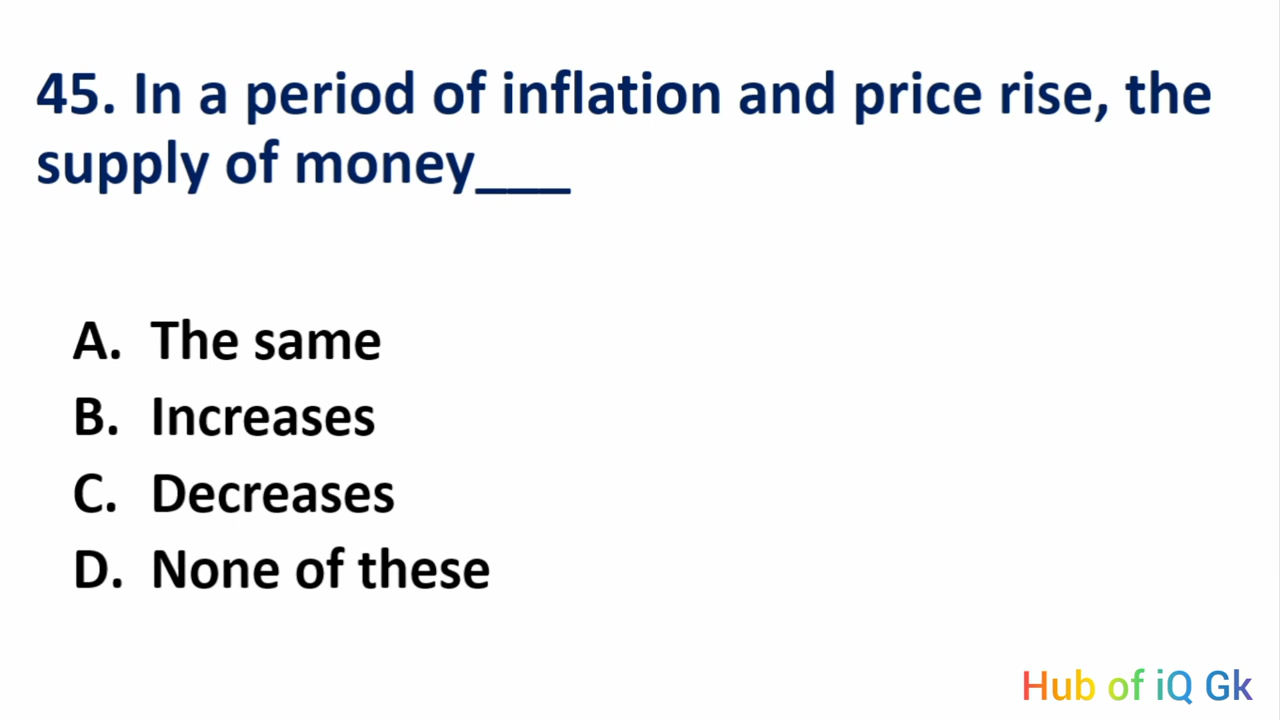 45. In a period of inflation and price rise, the
supply of money___
A. The same
B. Increases
C. Decreases
D. None of these
Hub of iQ Gk